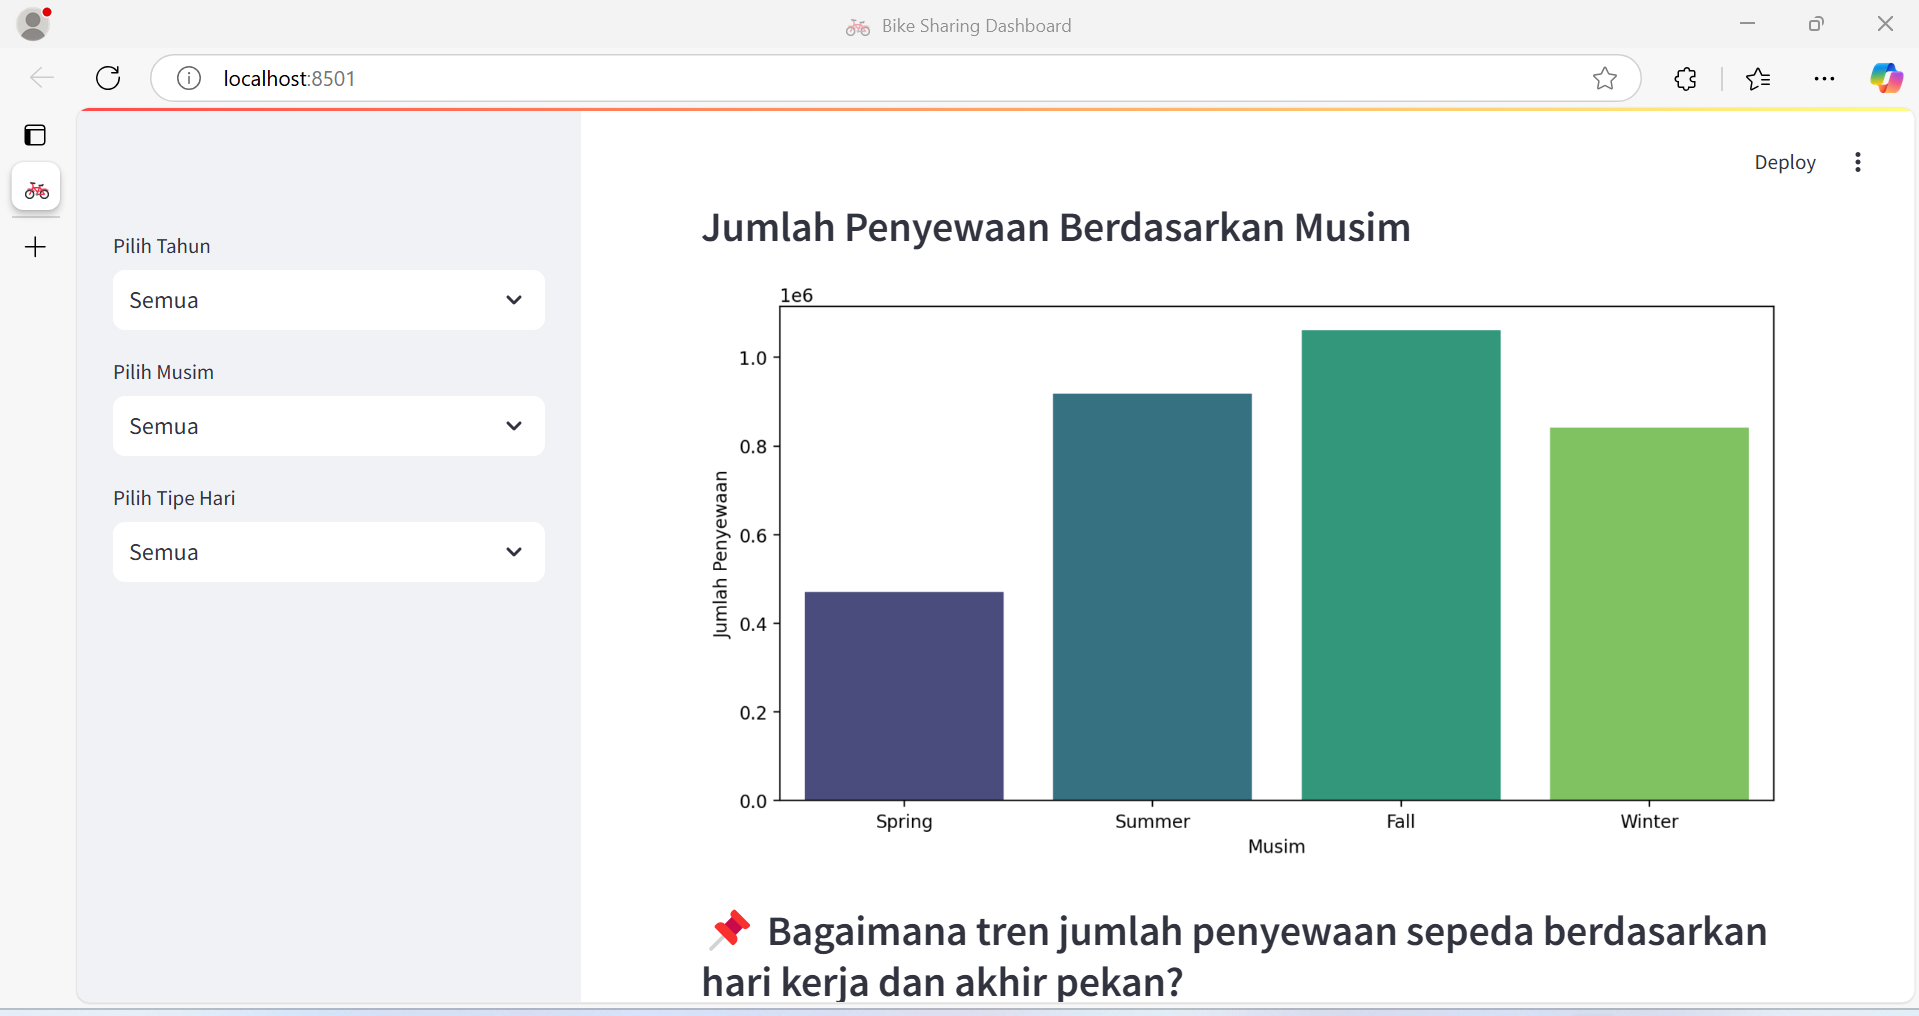 Bike Sharing Dashboard
localhost:8501
Deploy
Pilih Tahun
Semua
Pilih Musim
Semua
Pilih Tipe Hari
Semua
Jumlah Penyewaan Berdasarkan Musim
1e6
1.0
0.8
0.6
0.4
0.2
0.0
Jumlah Penyewaan
Spring
Summer
Fall
Winter
Musim
📌 Bagaimana tren jumlah penyewaan sepeda berdasarkan
hari kerja dan akhir pekan?